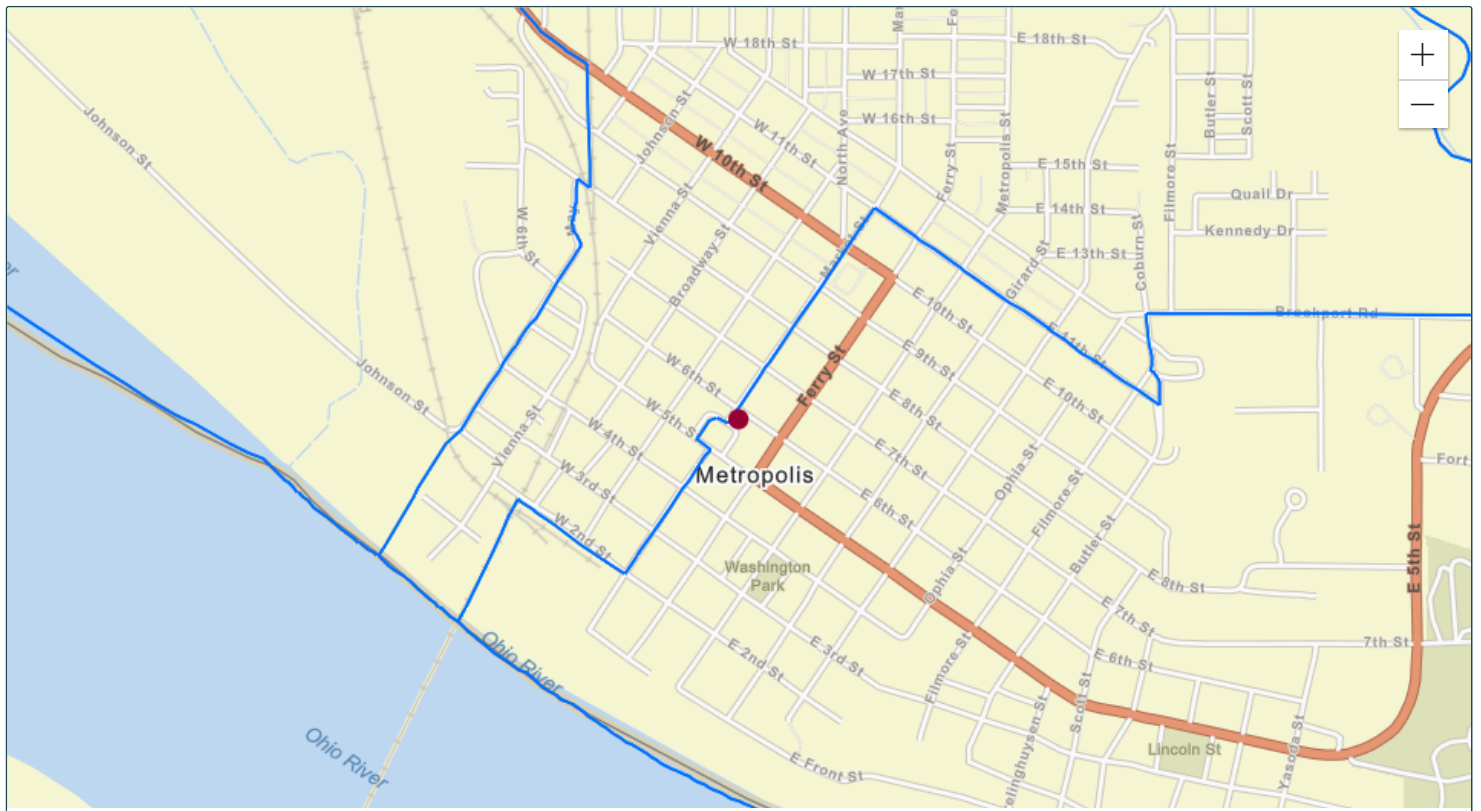 W 18th St
E 18th St
+
−
W 17th St
Butler St
Scott St
Johnson St
Johnson St
W 11th St
North Ave
W 16th St
W 10th St
Ferry St
Metropolis St
E 15th St
Filmore St
Quail Dr
E 14th St
Kennedy Dr
W 6th St
Vienna St
Broadway St
Market St
Girard St
E 13th St
Coburn St
E 10th St
E 11th St
Brookport Rd
Johnson St
W 6th St
Ferry St
E 9th St
E 10th St
E 8th St
W 5th St
Vienna St
W 4th St
E 7th St
W 3rd St
Metropolis
Ophia St
Filmore St
Fort
E 6th St
W 2nd St
Butler St
E 5th St
Washington
Park
Ophia St
E 8th St
E 7th St
7th St
Ohio River
E 2nd St
E 3rd St
Filmore St
E 6th St
Scott St
Ohio River
Lincoln St
Yasoda St
E Front St
elinghuysen St